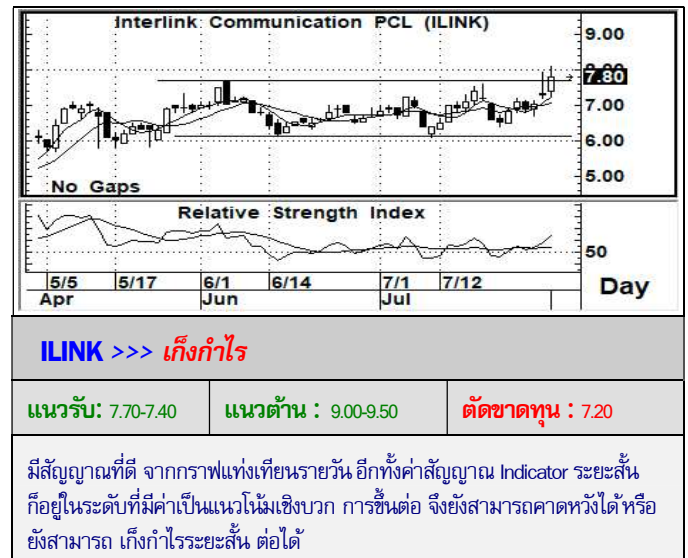 Interlink Communication PCL (ILINK)
9.00
8.00
7.80
7.00
6.00
5.00
No Gaps
Relative Strength Index
50
5/5 5/17 6/1 6/14 7/1 7/12
Apr Jun Jul
Day
ILINK >>> เก็งกำไร
แนวรับ: 7.70-7.40 แนวต้าน : 9.00-9.50 ตัดขาดทุน : 7.20
มีสัญญาณที่ดี จากกราฟแท่งเทียนรายวัน อีกทั้งค่าสัญญาณ Indicator ระยะสั้น
ก็อยู่ในระดับที่มีค่าเป็นแนวโน้มเชิงบวก การขึ้นต่อ จึงยังสามารถคาดหวังได้ หรือ
ยังสามารถ เก็งกำไรระยะสั้น ต่อได้